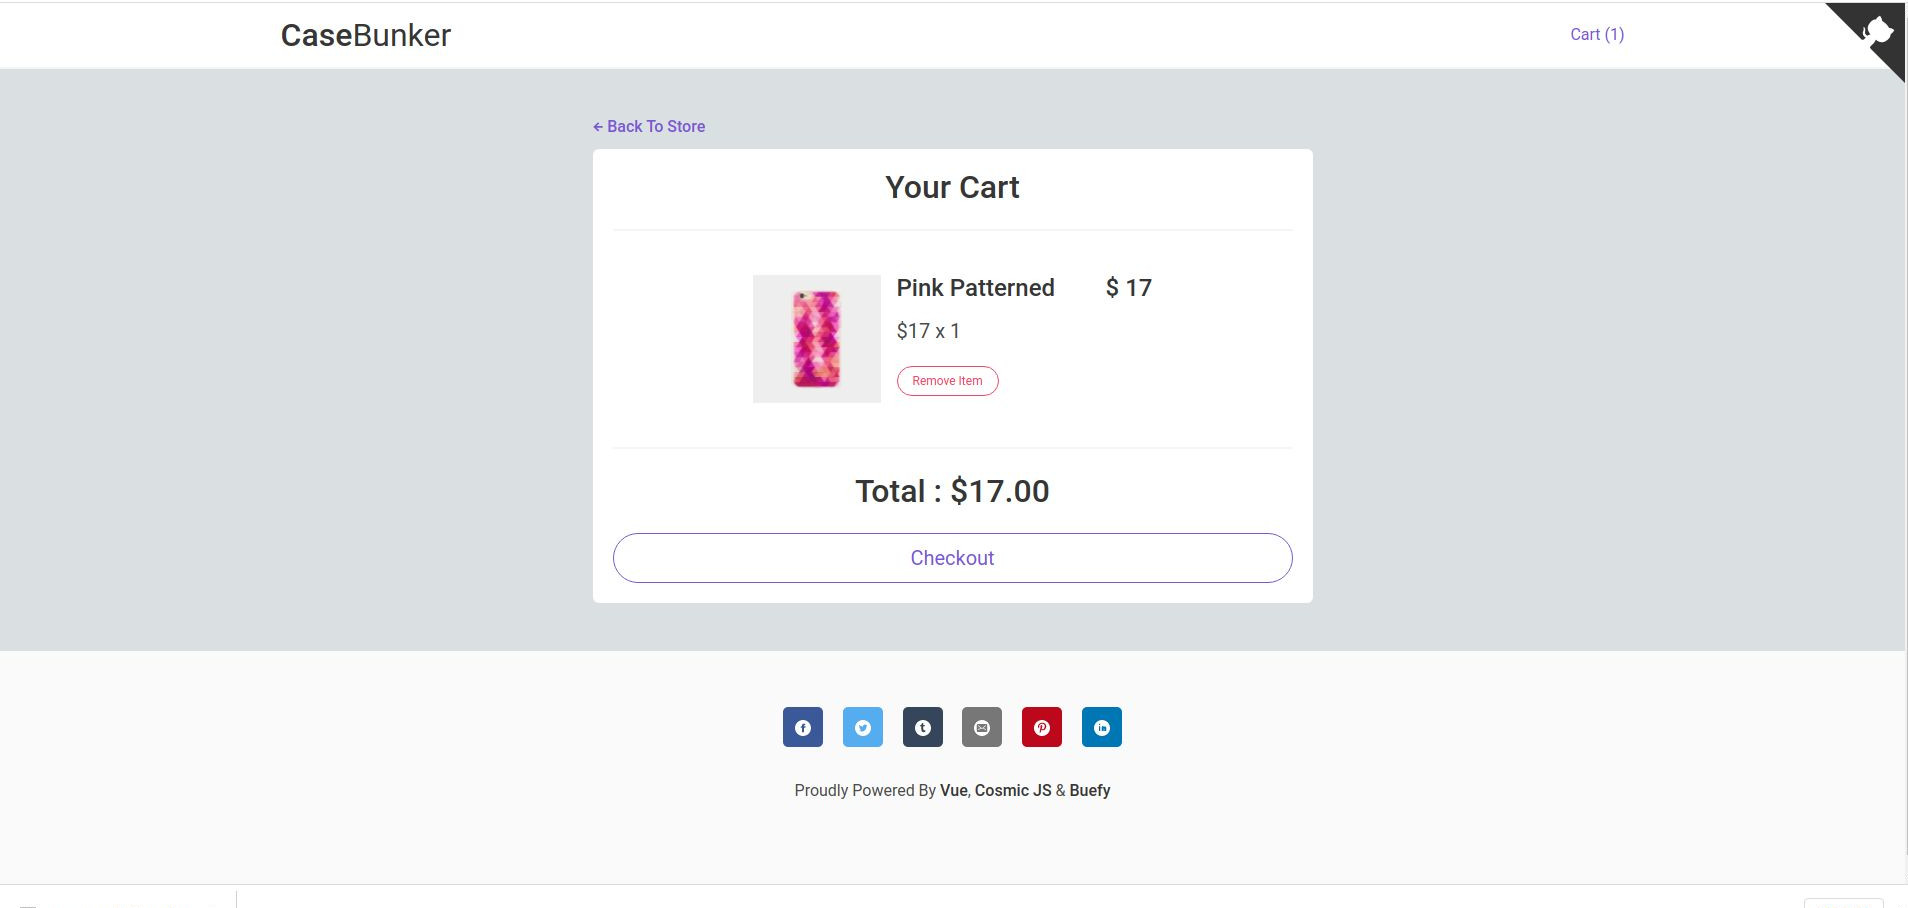 CaseBunker
Cart (1)
← Back To Store
Your Cart
Pink Patterned
$ 17
$17 x 1
Remove Item
Total : $17.00
Checkout
Proudly Powered By Vue, Cosmic JS & Buefy